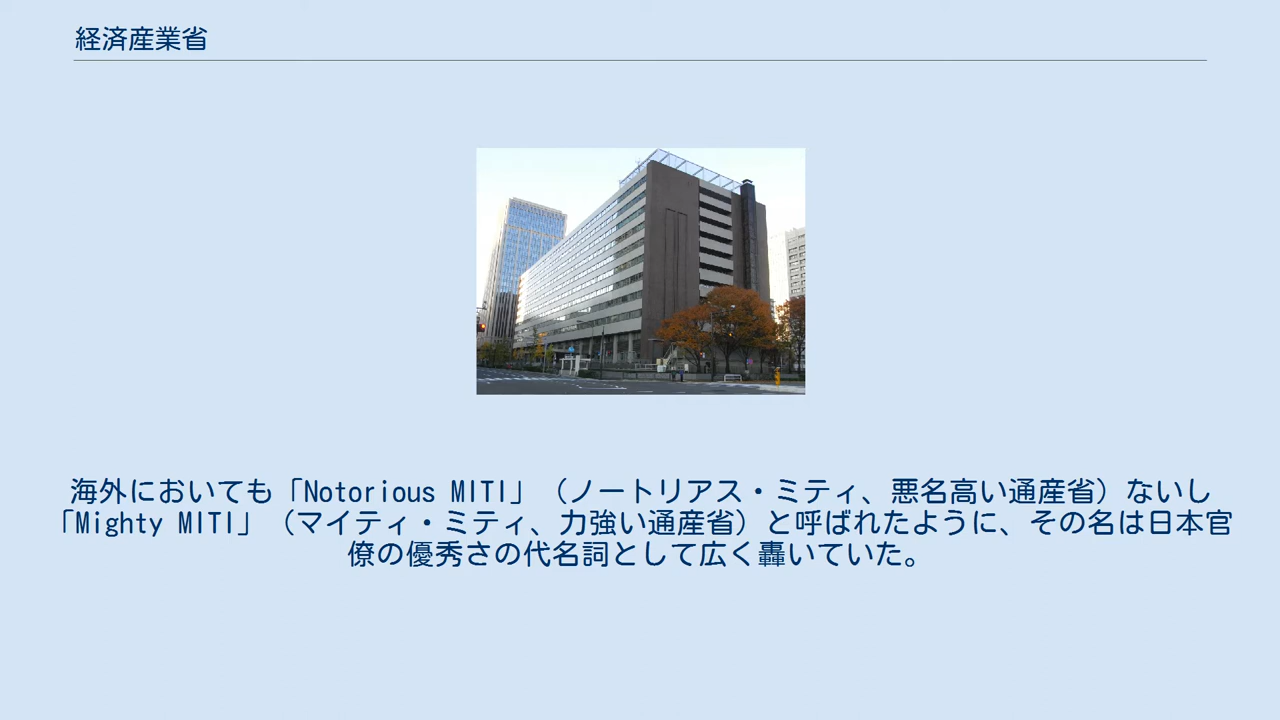 経済産業省
海外においても「Notorious MITI」（ノートリアス・ミティ、悪名高い通産省）ないし
「Mighty MITI」（マイティ・ミティ、力強い通産省）と呼ばれたように、その名は日本官
僚の優秀さの代名詞として広く轟いていた。